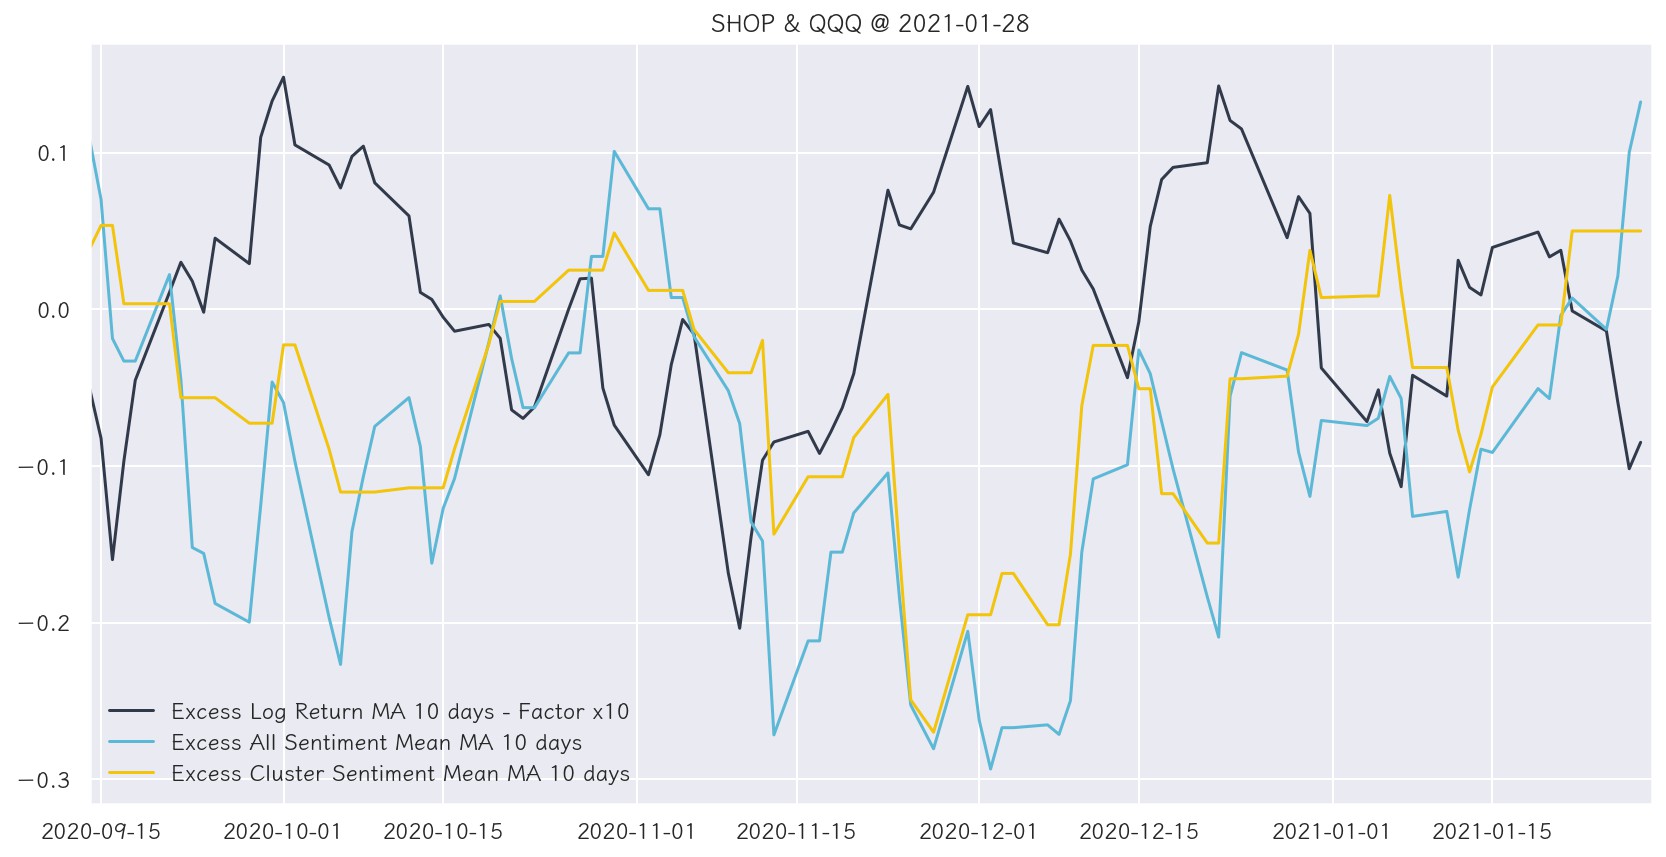 SHOP & QQQ @ 2021-01-28
0.1
0.0
−0.1
−0.2
−0.3
Excess Log Return MA 10 days - Factor x10
Excess All Sentiment Mean MA 10 days
Excess Cluster Sentiment Mean MA 10 days
2020-09-15 2020-10-01 2020-10-15 2020-11-01 2020-11-15 2020-12-01 2020-12-15 2021-01-01 2021-01-15